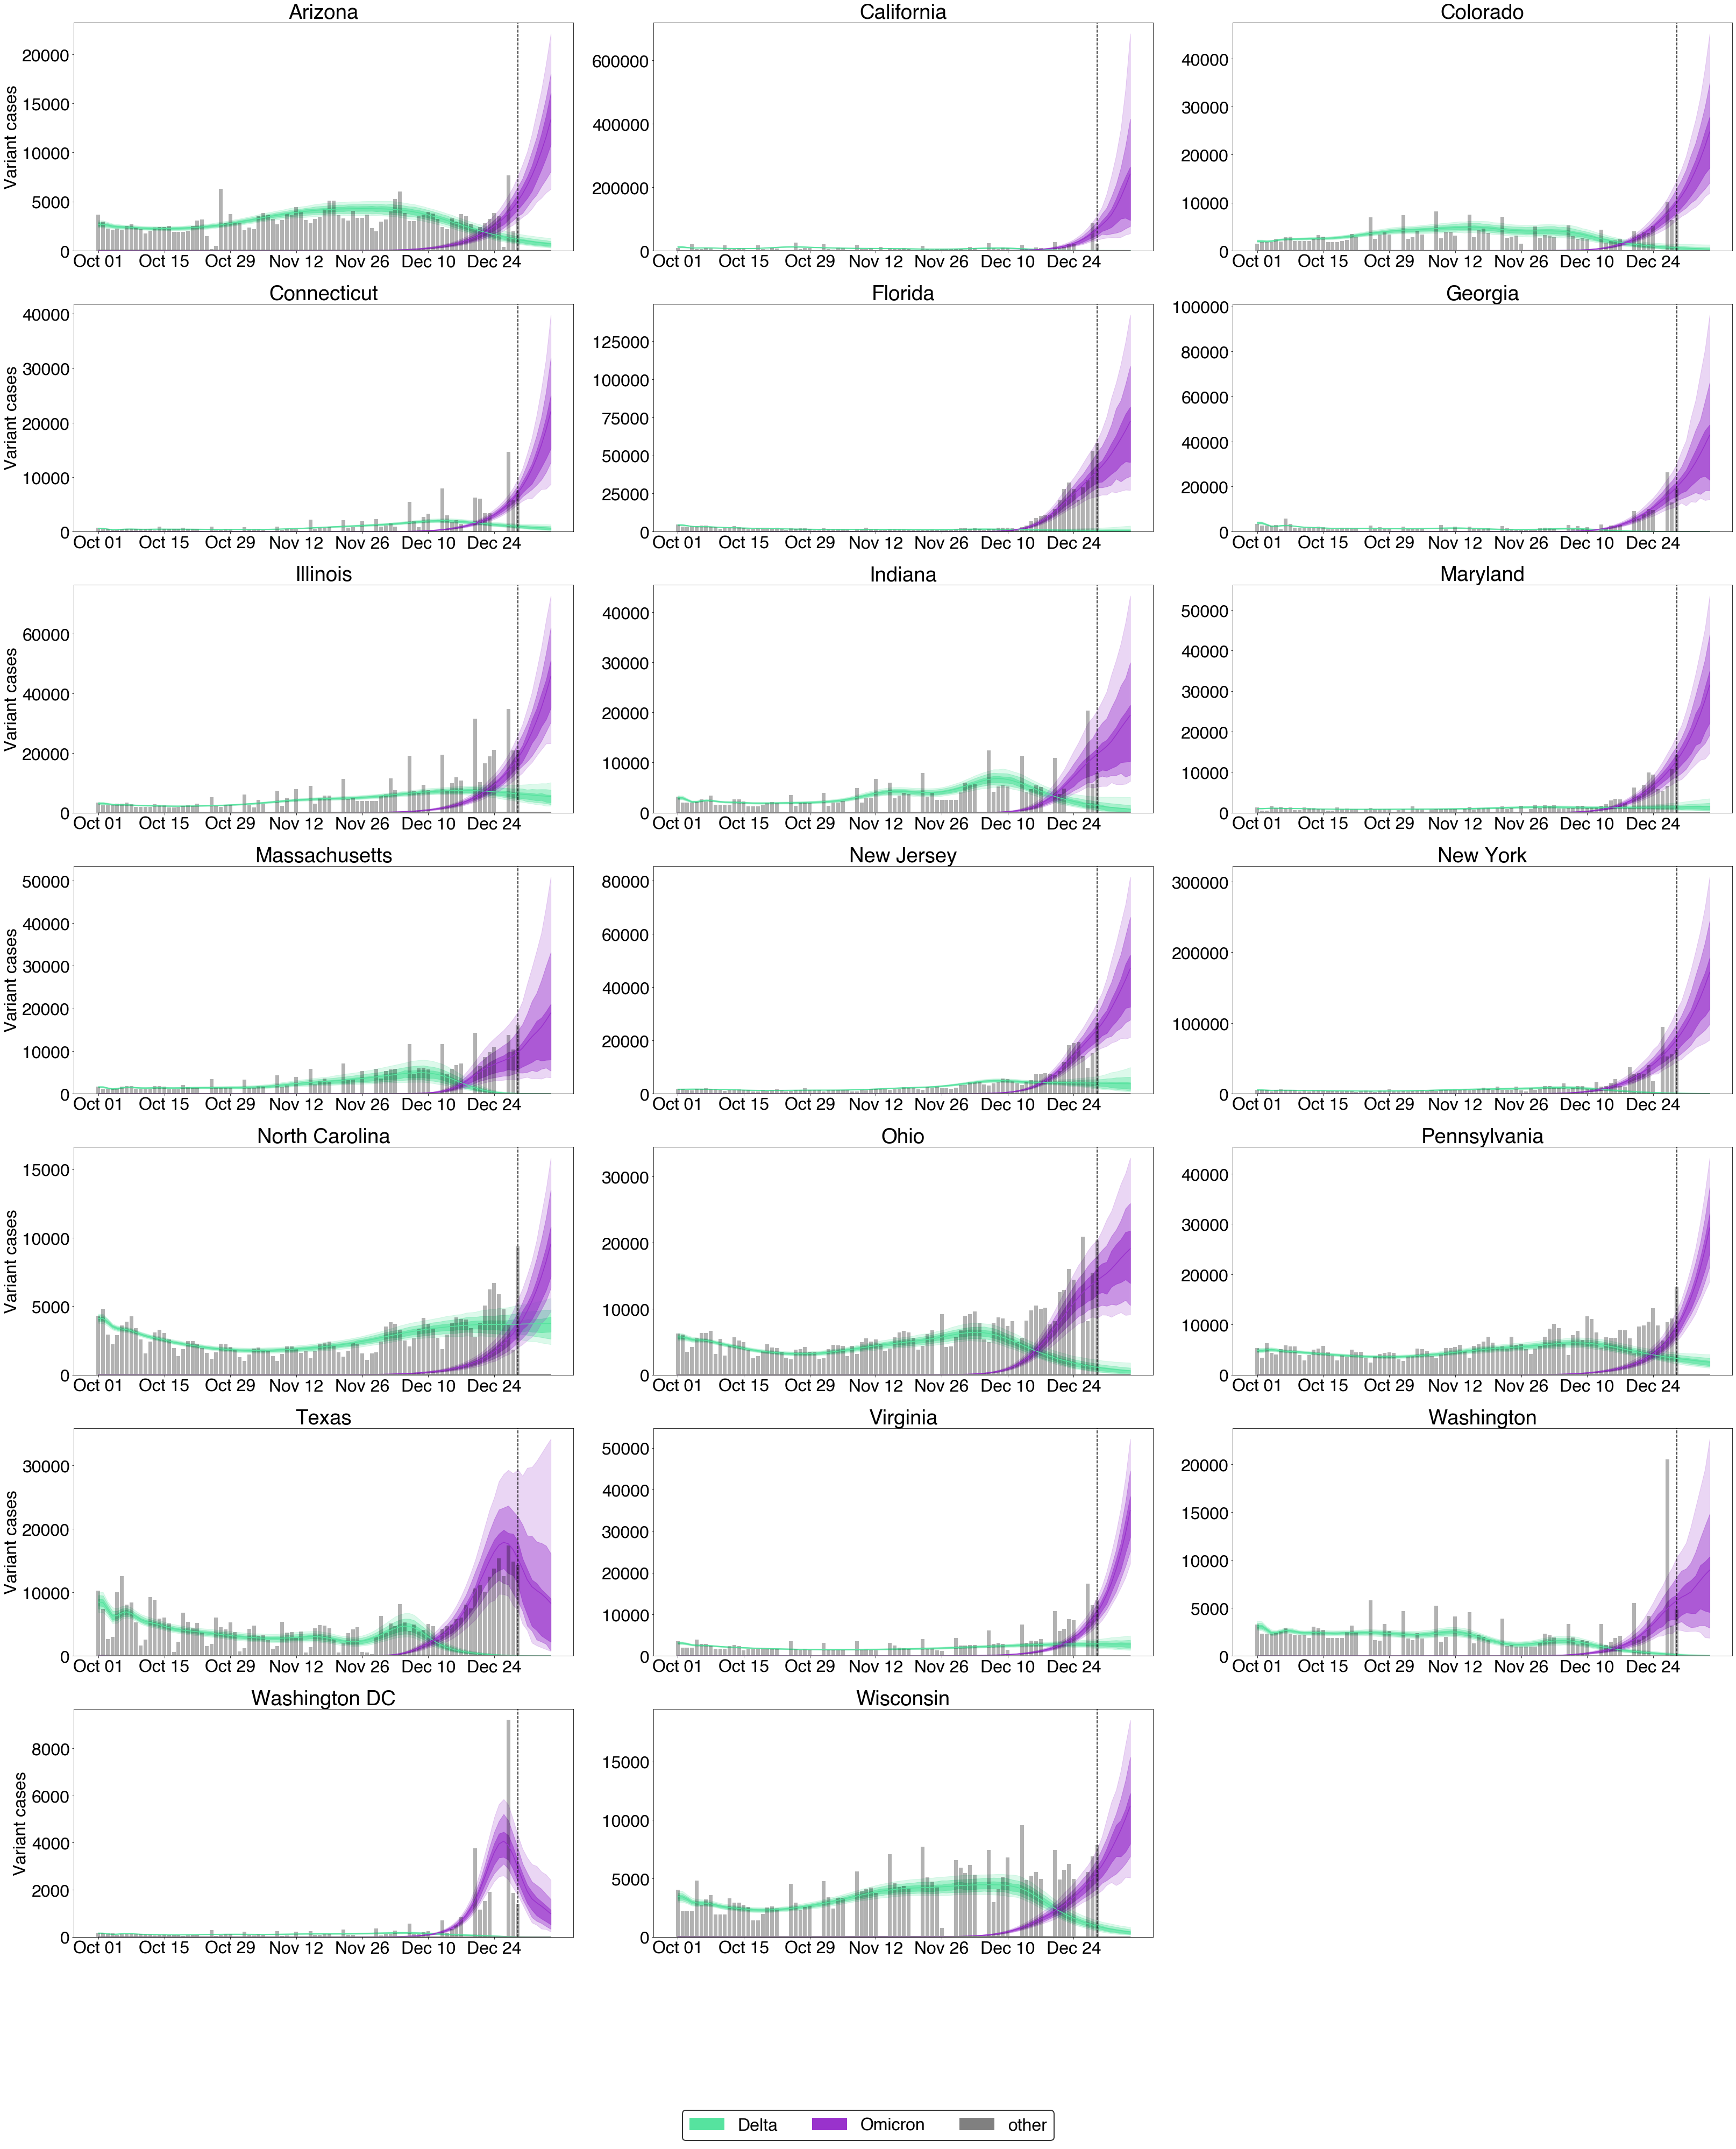 Arizona
California
Colorado
Variant cases
20000
15000
10000
5000
0
600000
400000
200000
0
40000
30000
20000
10000
0
Oct 01 Oct 15 Oct 29 Nov 12 Nov 26 Dec 10 Dec 24
Oct 01 Oct 15 Oct 29 Nov 12 Nov 26 Dec 10 Dec 24
Oct 01 Oct 15 Oct 29 Nov 12 Nov 26 Dec 10 Dec 24
Connecticut
Florida
Georgia
Variant cases
40000
30000
20000
10000
0
125000
100000
75000
50000
25000
0
100000
80000
60000
40000
20000
0
Oct 01 Oct 15 Oct 29 Nov 12 Nov 26 Dec 10 Dec 24
Oct 01 Oct 15 Oct 29 Nov 12 Nov 26 Dec 10 Dec 24
Oct 01 Oct 15 Oct 29 Nov 12 Nov 26 Dec 10 Dec 24
Illinois
Indiana
Maryland
Variant cases
60000
40000
20000
0
40000
30000
20000
10000
0
50000
40000
30000
20000
10000
0
Oct 01 Oct 15 Oct 29 Nov 12 Nov 26 Dec 10 Dec 24
Oct 01 Oct 15 Oct 29 Nov 12 Nov 26 Dec 10 Dec 24
Oct 01 Oct 15 Oct 29 Nov 12 Nov 26 Dec 10 Dec 24
Massachusetts
New Jersey
New York
Variant cases
50000
40000
30000
20000
10000
0
80000
60000
40000
20000
0
300000
200000
100000
0
Oct 01 Oct 15 Oct 29 Nov 12 Nov 26 Dec 10 Dec 24
Oct 01 Oct 15 Oct 29 Nov 12 Nov 26 Dec 10 Dec 24
Oct 01 Oct 15 Oct 29 Nov 12 Nov 26 Dec 10 Dec 24
North Carolina
Ohio
Pennsylvania
Variant cases
15000
10000
5000
0
30000
20000
10000
0
40000
30000
20000
10000
0
Oct 01 Oct 15 Oct 29 Nov 12 Nov 26 Dec 10 Dec 24
Oct 01 Oct 15 Oct 29 Nov 12 Nov 26 Dec 10 Dec 24
Oct 01 Oct 15 Oct 29 Nov 12 Nov 26 Dec 10 Dec 24
Texas
Virginia
Washington
Variant cases
30000
20000
10000
0
50000
40000
30000
20000
10000
0
20000
15000
10000
5000
0
Oct 01 Oct 15 Oct 29 Nov 12 Nov 26 Dec 10 Dec 24
Oct 01 Oct 15 Oct 29 Nov 12 Nov 26 Dec 10 Dec 24
Oct 01 Oct 15 Oct 29 Nov 12 Nov 26 Dec 10 Dec 24
Washington DC
Wisconsin
Variant cases
8000
6000
4000
2000
0
15000
10000
5000
0
Oct 01 Oct 15 Oct 29 Nov 12 Nov 26 Dec 10 Dec 24
Oct 01 Oct 15 Oct 29 Nov 12 Nov 26 Dec 10 Dec 24
Delta Omicron other